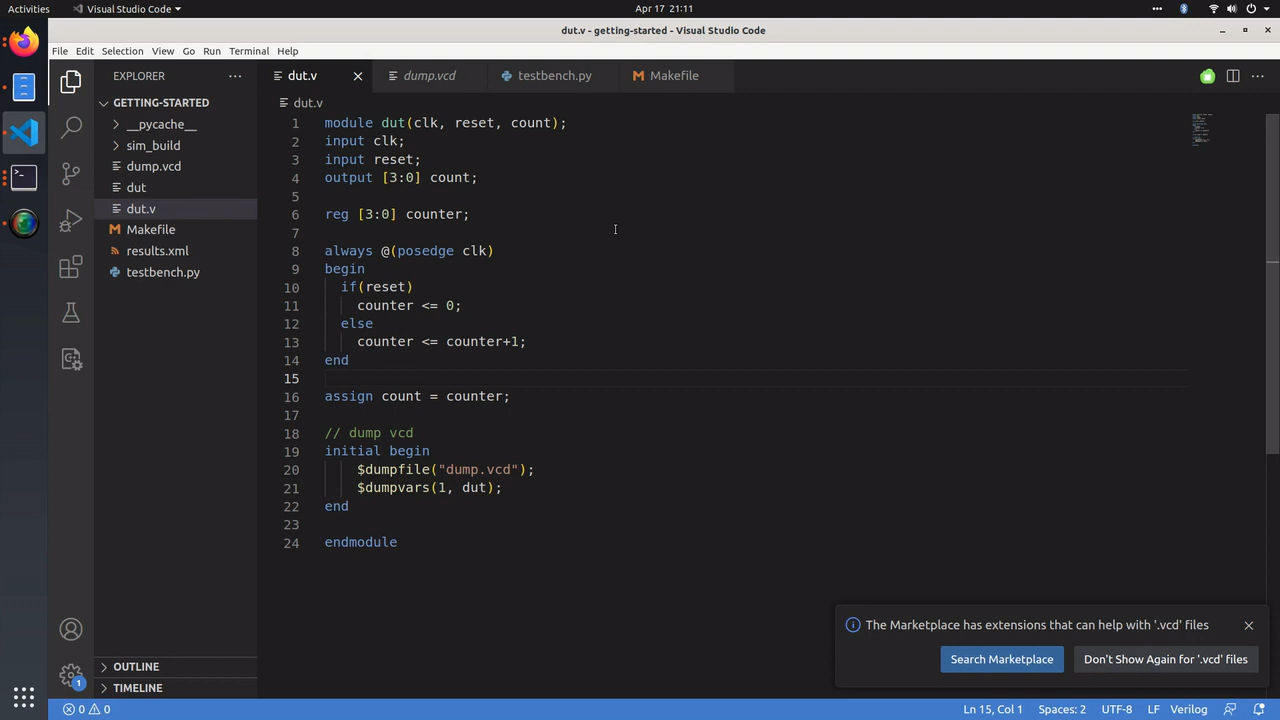 Activities
Visual Studio Code
Apr 17 21:11
dut.v - getting-started - Visual Studio Code
File Edit Selection View Go Run Terminal Help
EXPLORER
dut.v
dump.vcd
testbench.py
Makefile
GETTING-STARTED
__pycache__
sim_build
dump.vcd
dut
dut.v
Makefile
results.xml
testbench.py
OUTLINE
TIMELINE
1
dut.v
1 module dut(clk, reset, count);
2 input clk;
3 input reset;
4 output [3:0] count;
5
6 reg [3:0] counter;
7
8 always @(posedge clk)
9 begin
10 if(reset)
11 counter <= 0;
12 else
13 counter <= counter+1;
14 end
15
16 assign count = counter;
17
18 // dump vcd
19 initial begin
20 $dumpfile("dump.vcd");
21 $dumpvars(1, dut);
22 end
23
24 endmodule
The Marketplace has extensions that can help with '.vcd' files
Search Marketplace
Don't Show Again for '.vcd' files
0 0
Ln 15, Col 1
Spaces: 2
UTF-8
LF
Verilog